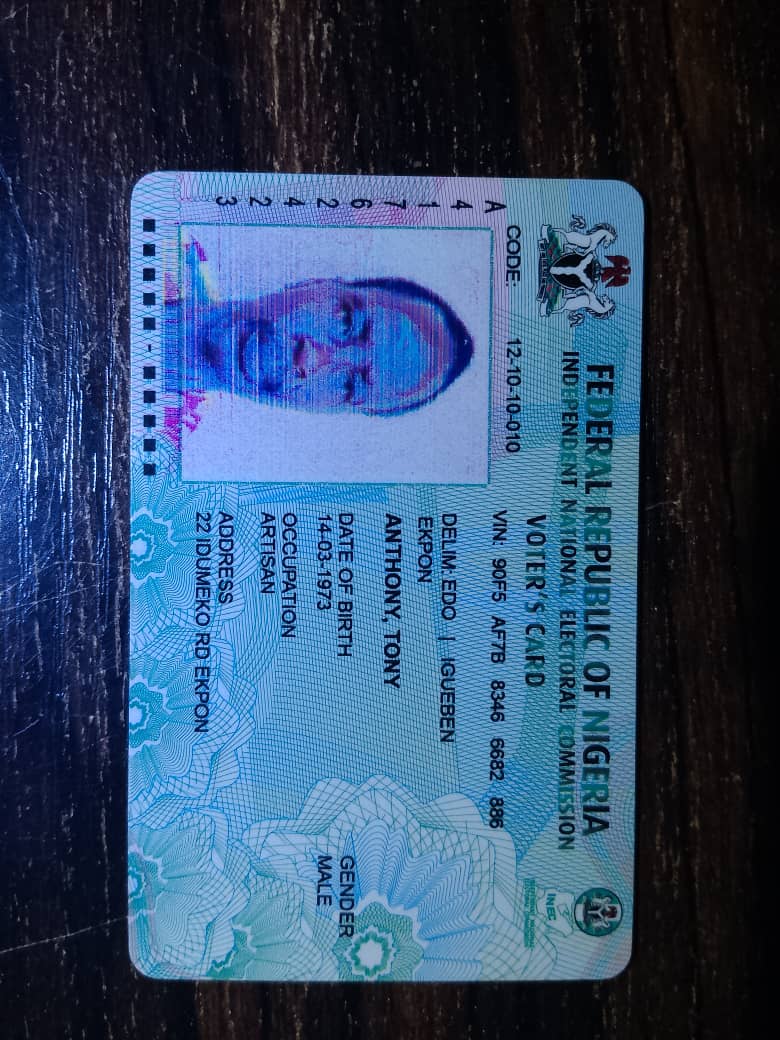 FEDERAL REPUBLIC OF NIGERIA
INDEPENDENT NATIONAL ELECTORAL COMMISSION
VOTER'S CARD
INEC
CODE: 12-10-10-010
VIN: 90F5 AF7B 8346 6682 886
A 4 1 7 6 2 4 2 3
DELIM: EDO | IGUEBEN
EKPON
ANTHONY, TONY
DATE OF BIRTH
14-03-1973
GENDER
MALE
OCCUPATION
ARTISAN
ADDRESS
22 IDUMEKO RD EKPON